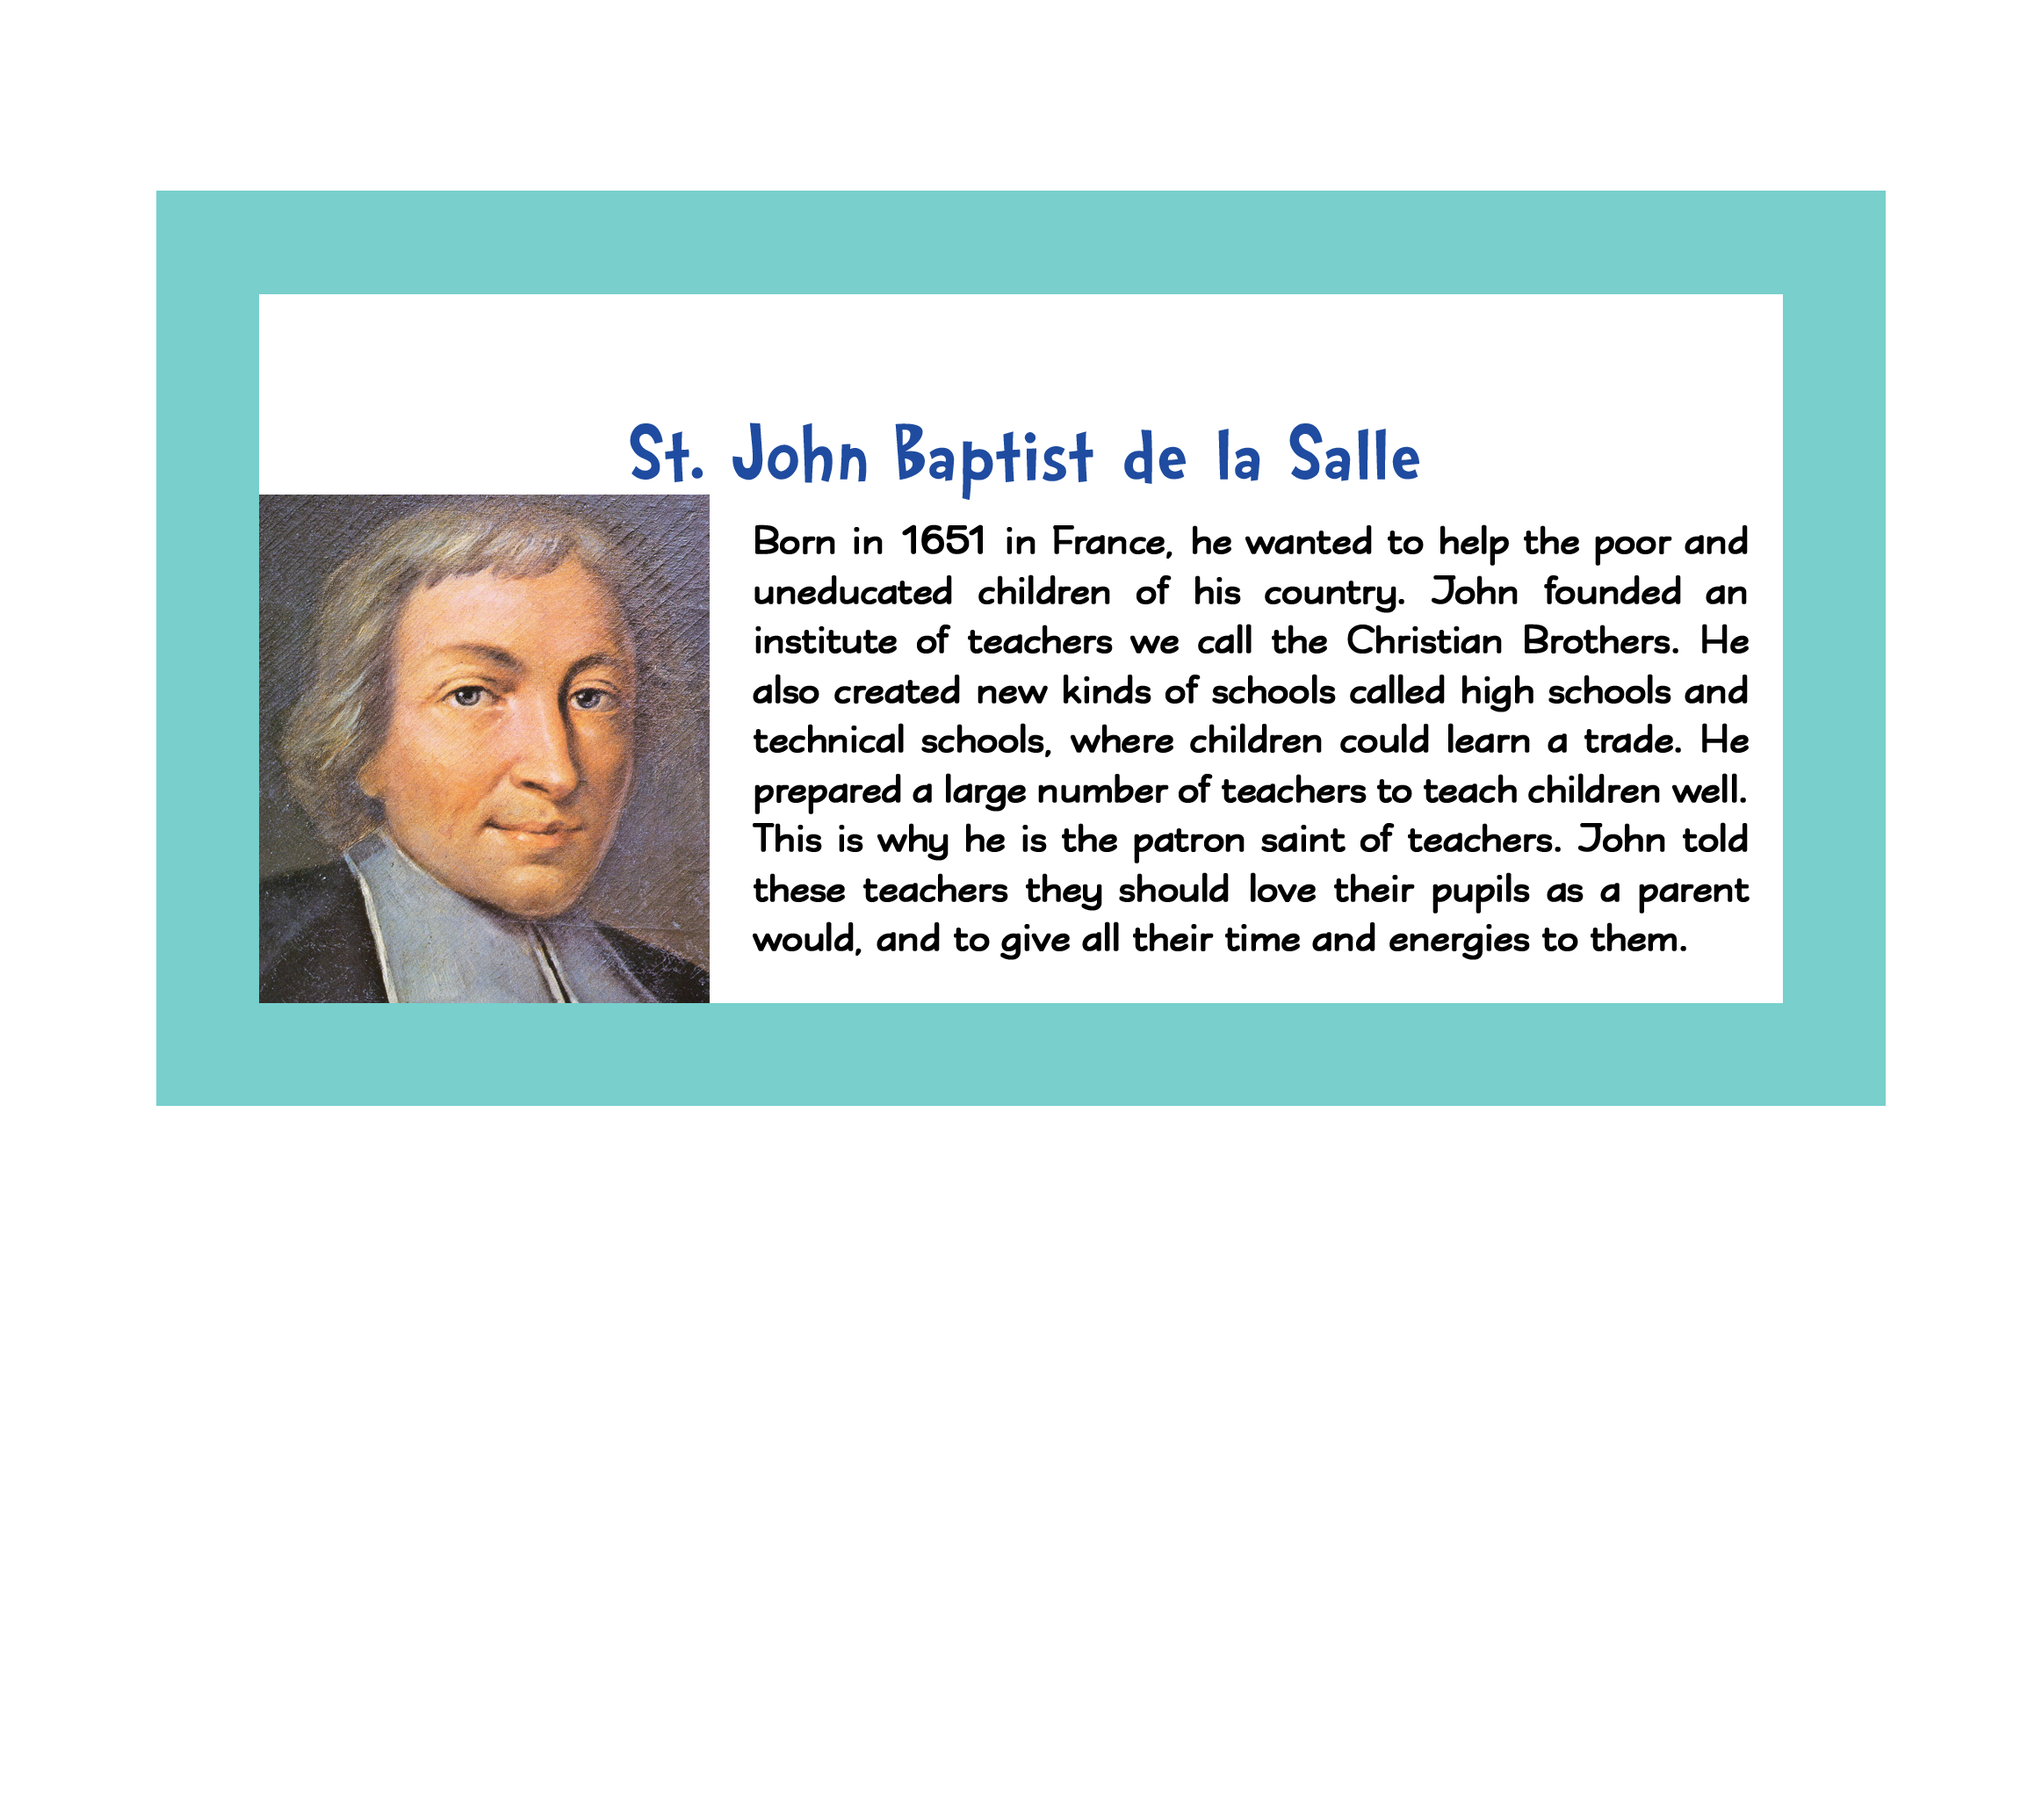 St. John Baptist de la Salle
Born in 1651 in France, he wanted to help the poor and
uneducated children of his country. John founded an
institute of teachers we call the Christian Brothers. He
also created new kinds of schools called high schools and
technical schools, where children could learn a trade. He
prepared a large number of teachers to teach children well.
This is why he is the patron saint of teachers. John told
these teachers they should love their pupils as a parent
would, and to give all their time and energies to them.